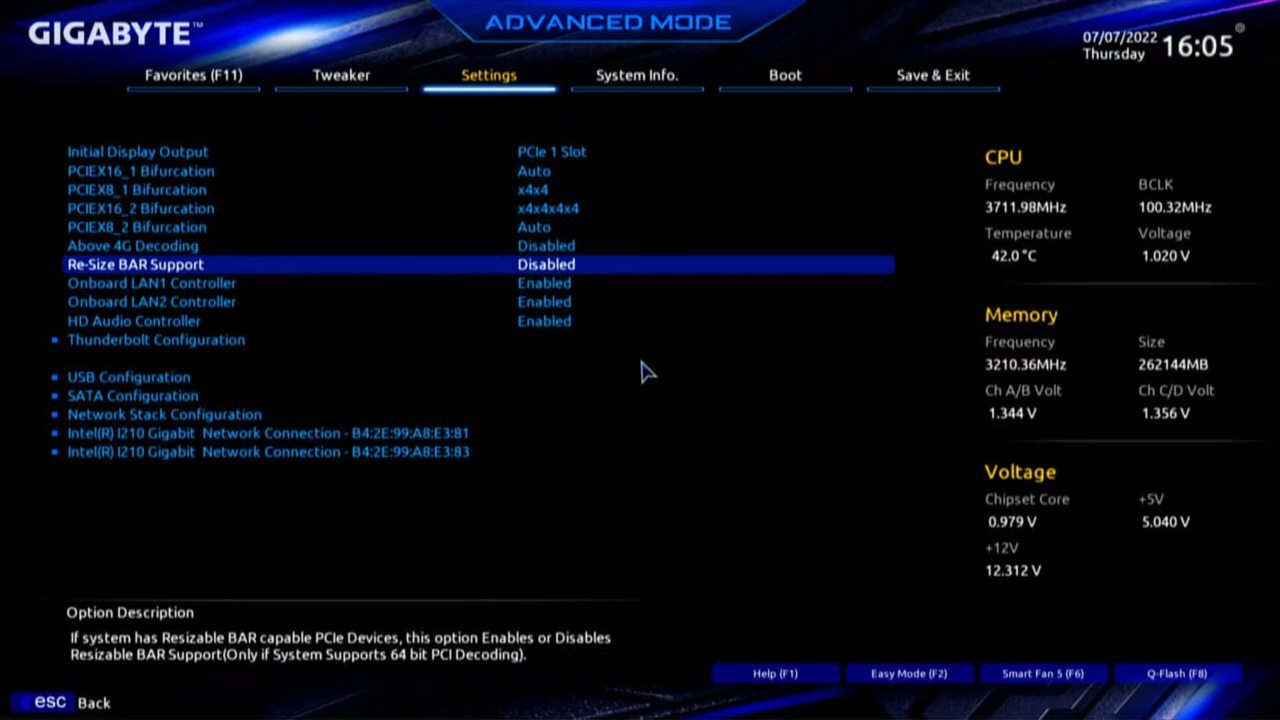 GIGABYTE™
ADVANCED MODE
07/07/2022
Thursday
16:05
Favorites (F11)
Tweaker
Settings
System Info.
Boot
Save & Exit
Initial Display Output PCIe 1 Slot
PCIEX16_1 Bifurcation Auto
PCIEX8_1 Bifurcation x4x4
PCIEX16_2 Bifurcation x4x4x4x4
PCIEX8_2 Bifurcation Auto
Above 4G Decoding Disabled
Re-Size BAR Support Disabled
Onboard LAN1 Controller Enabled
Onboard LAN2 Controller Enabled
HD Audio Controller Enabled
Thunderbolt Configuration
USB Configuration
SATA Configuration
Network Stack Configuration
Intel(R) I210 Gigabit Network Connection - B4:2E:99:A8:E3:81
Intel(R) I210 Gigabit Network Connection - B4:2E:99:A8:E3:83
CPU
Frequency BCLK
3711.98MHz 100.32MHz
Temperature Voltage
42.0 °C 1.020 V
Memory
Frequency Size
3210.36MHz 262144MB
Ch A/B Volt Ch C/D Volt
1.344 V 1.356 V
Voltage
Chipset Core +5V
0.979 V 5.040 V
+12V
12.312 V
Option Description
If system has Resizable BAR capable PCIe Devices, this option Enables or Disables
Resizable BAR Support(Only if System Supports 64 bit PCI Decoding).
Help (F1)
Easy Mode (F2)
Smart Fan 5 (F6)
Q-Flash (F8)
esc Back